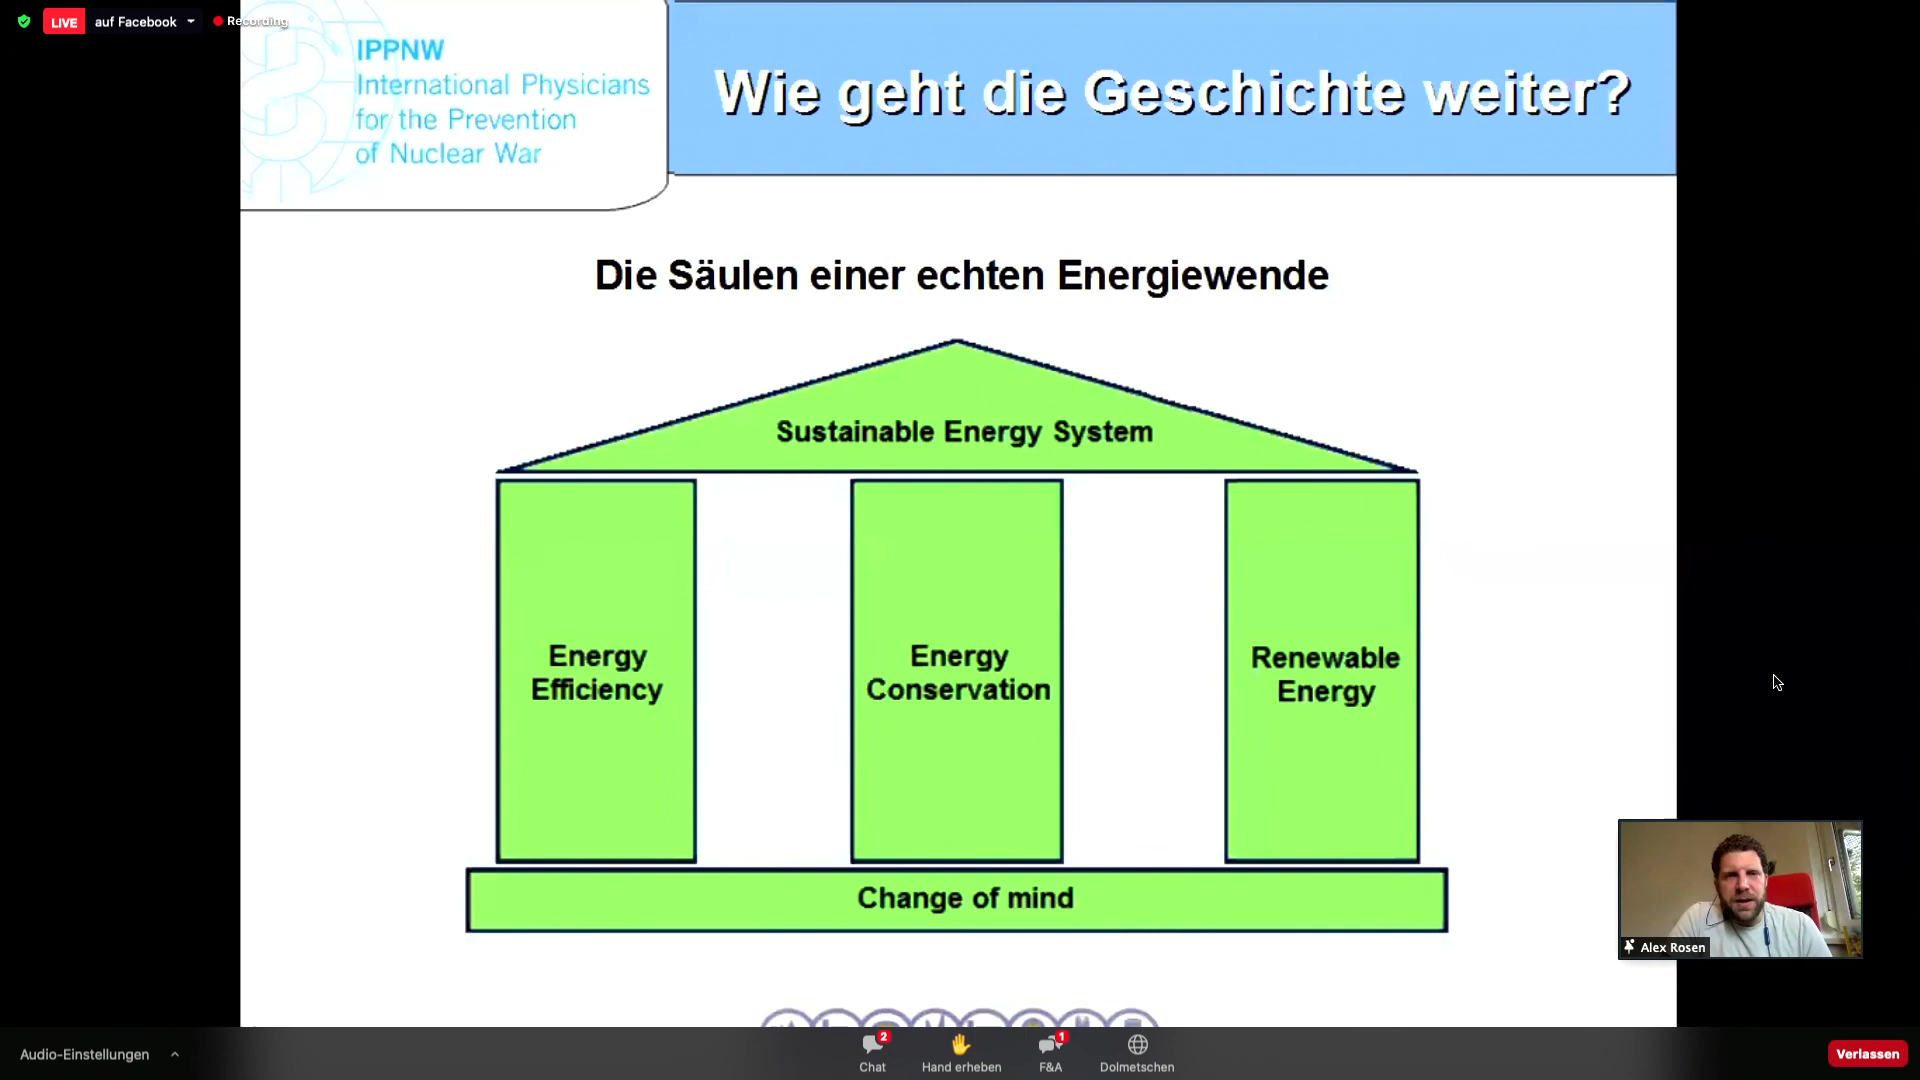 LIVE auf Facebook Recording
IPPNW
International Physicians
for the Prevention
of Nuclear War
Wie geht die Geschichte weiter?
Die Säulen einer echten Energiewende
Sustainable Energy System
Energy
Efficiency
Energy
Conservation
Renewable
Energy
Change of mind
Alex Rosen
Audio-Einstellungen
2
Chat
Hand erheben
1
F&A
Dolmetschen
Verlassen